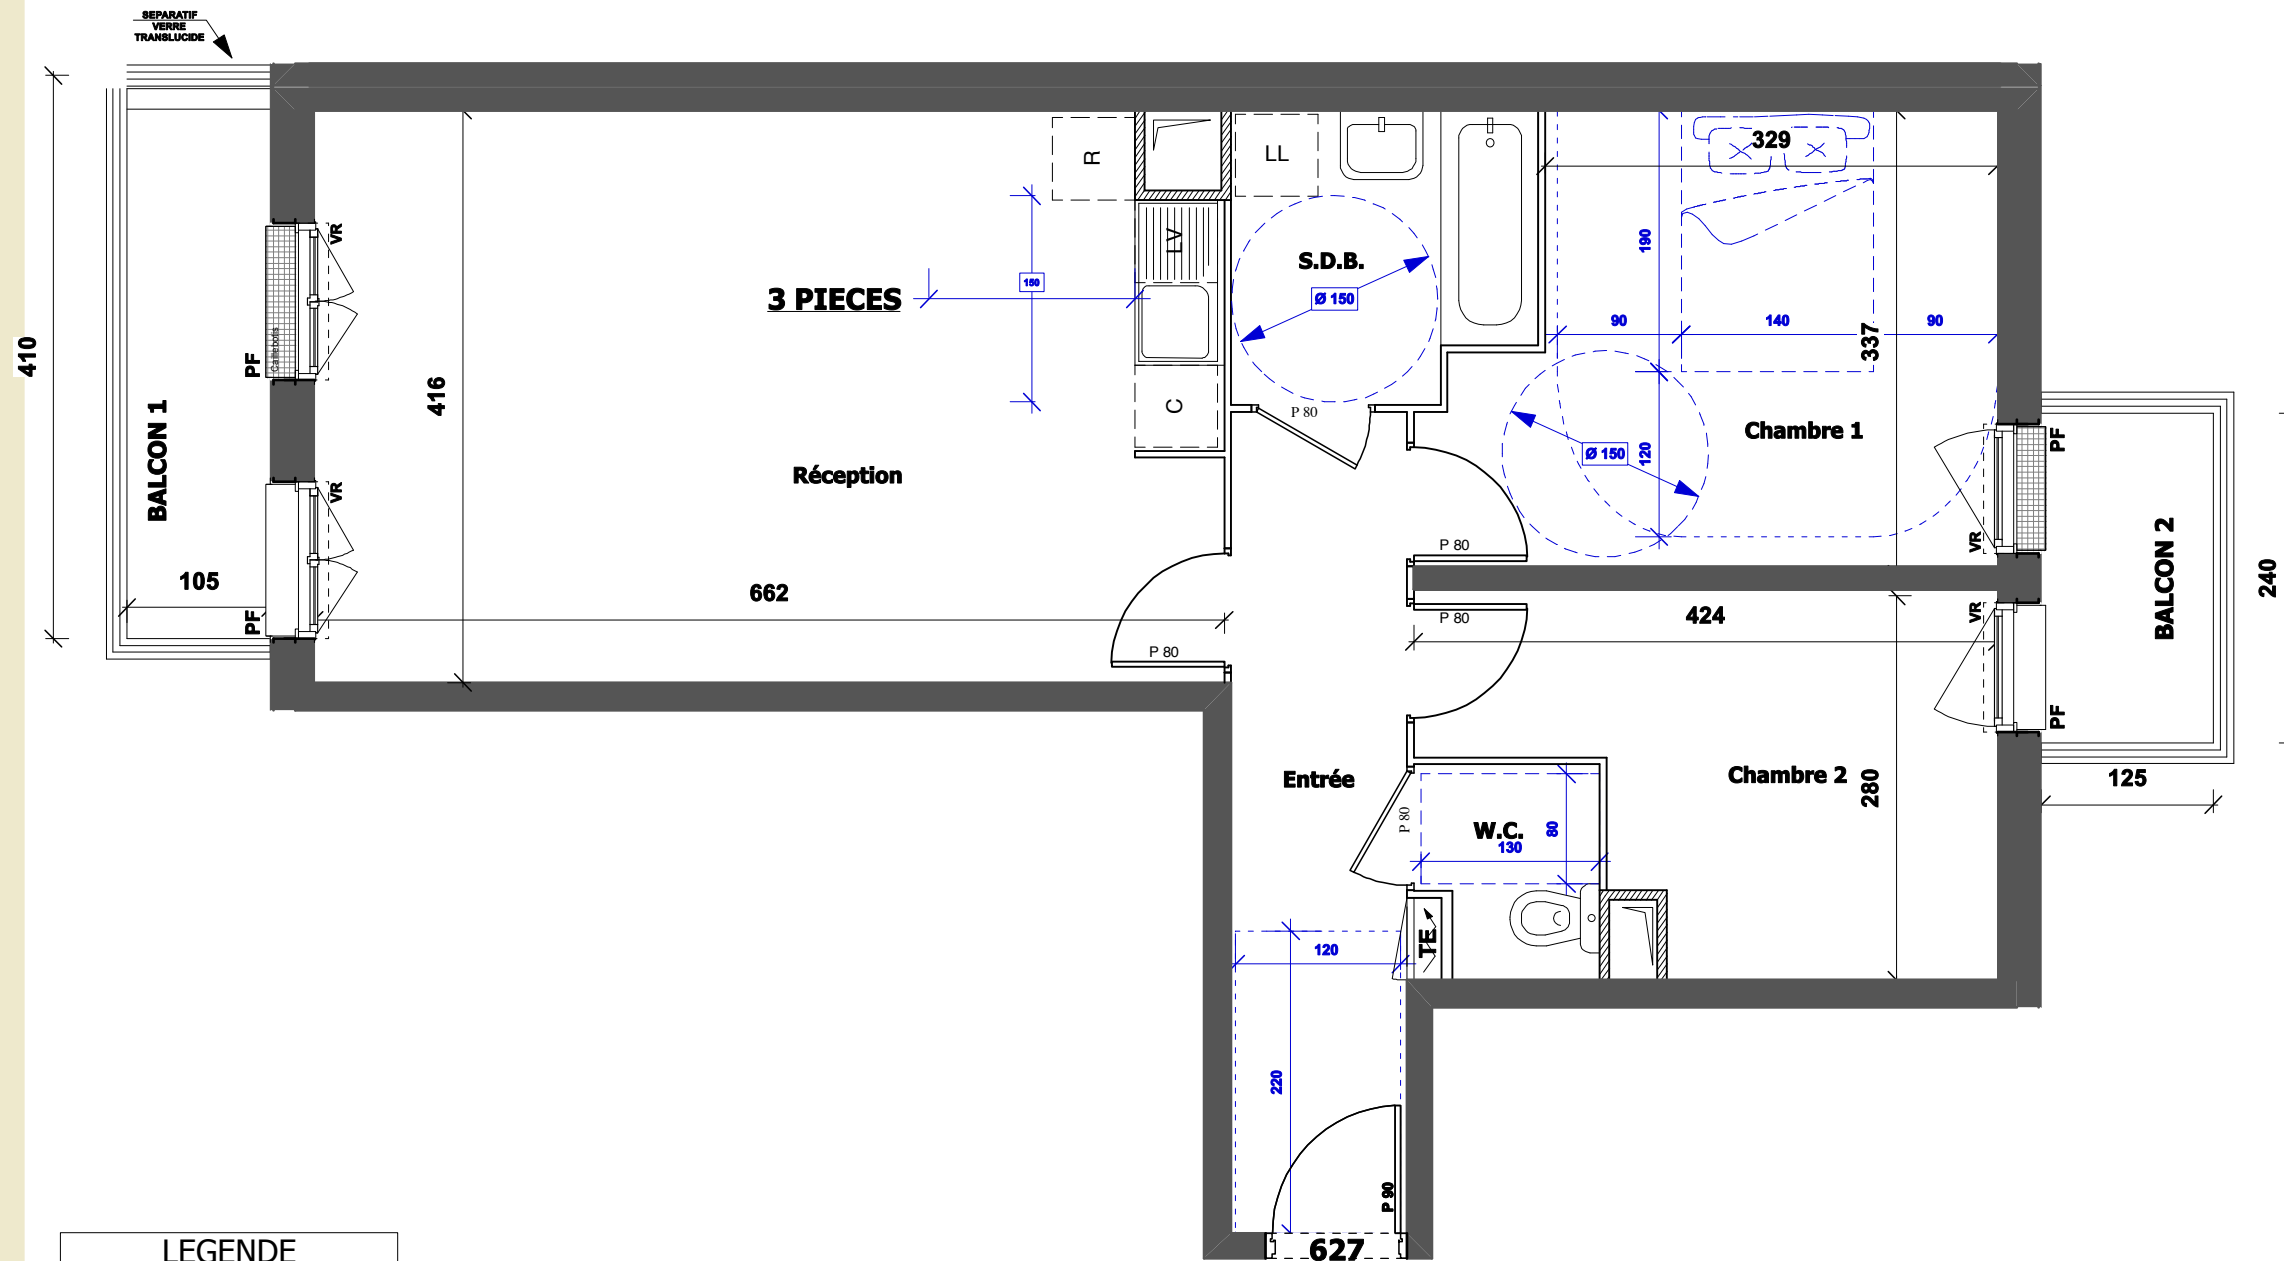 SEPARATIF
VERRE
TRANSLUCIDE
410
BALCON 1
105
PF
Caillebotis
VR
PF
VR
416
3 PIECES
150
Réception
662
P 80
R
LV
C
LL
S.D.B.
Ø 150
P 80
329
190
90
140
90
337
Chambre 1
Ø 150
120
P 80
P 80
424
VR
PF
VR
PF
BALCON 2
240
125
Chambre 2
280
Entrée
P 80
W.C.
130
80
TE
120
220
P 90
627
LEGENDE